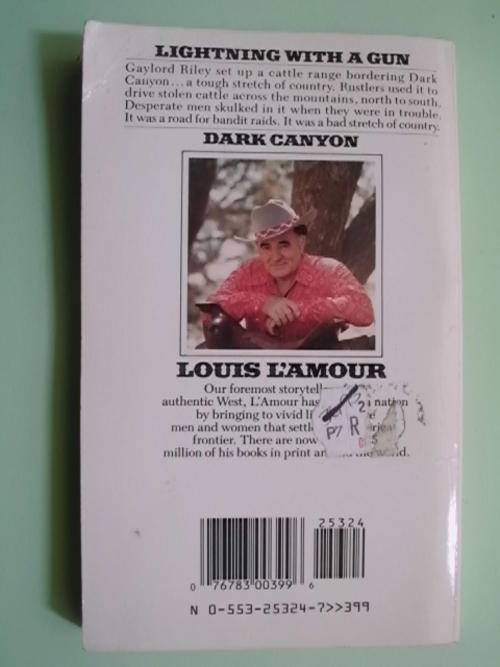 LIGHTNING WITH A GUN
Gaylord Riley set up a cattle range bordering Dark
Canyon...a tough stretch of country. Rustlers used it to
drive stolen cattle across the mountains, north to south.
Desperate men skulked in it when they were in trouble.
It was a road for bandit raids. It was a bad stretch of country.
DARK CANYON
LOUIS L'AMOUR
Our foremost
authentic West, L'Amour has nation
by bringing to vivid
men and women that
frontier. There are now
million of his books in print
P7 R
25324
0 76783 00399 6
N 0-553-25324-7>>399